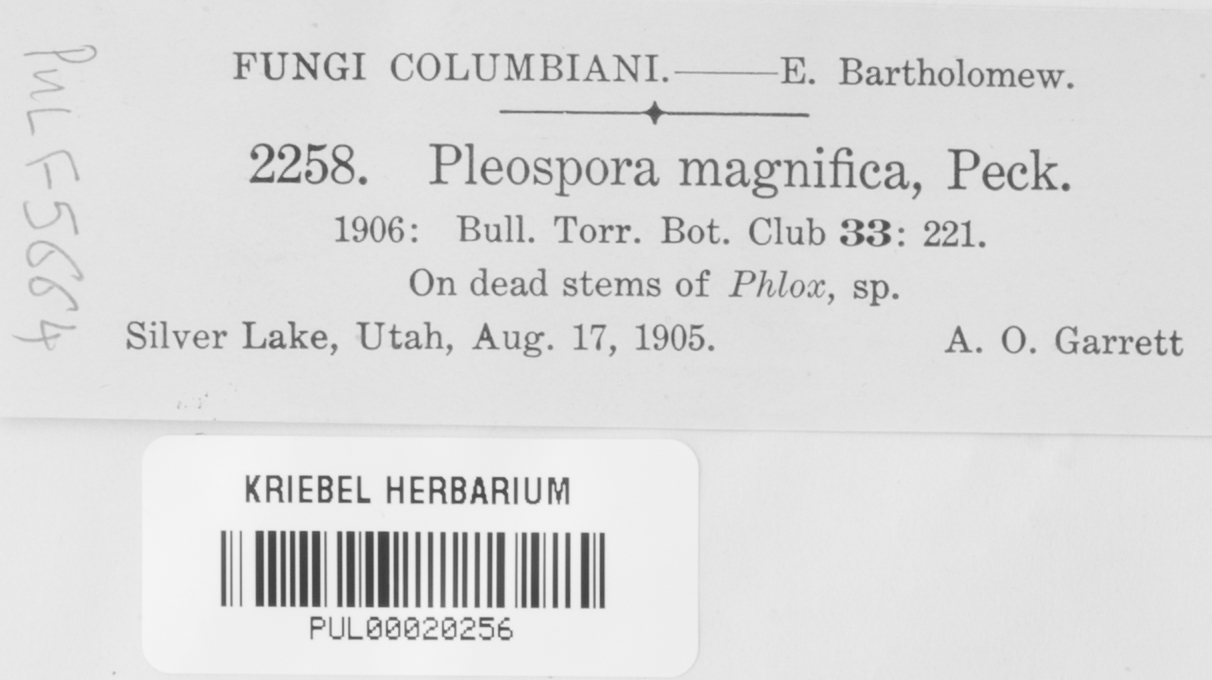 FUNGI COLUMBIANI.——E. Bartholomew.
2258. Pleospora magnifica, Peck.
1906: Bull. Torr. Bot. Club 33: 221.
On dead stems of Phlox, sp.
Silver Lake, Utah, Aug. 17, 1905. A. O. Garrett
PUL F5664
KRIEBEL HERBARIUM
PUL00020256